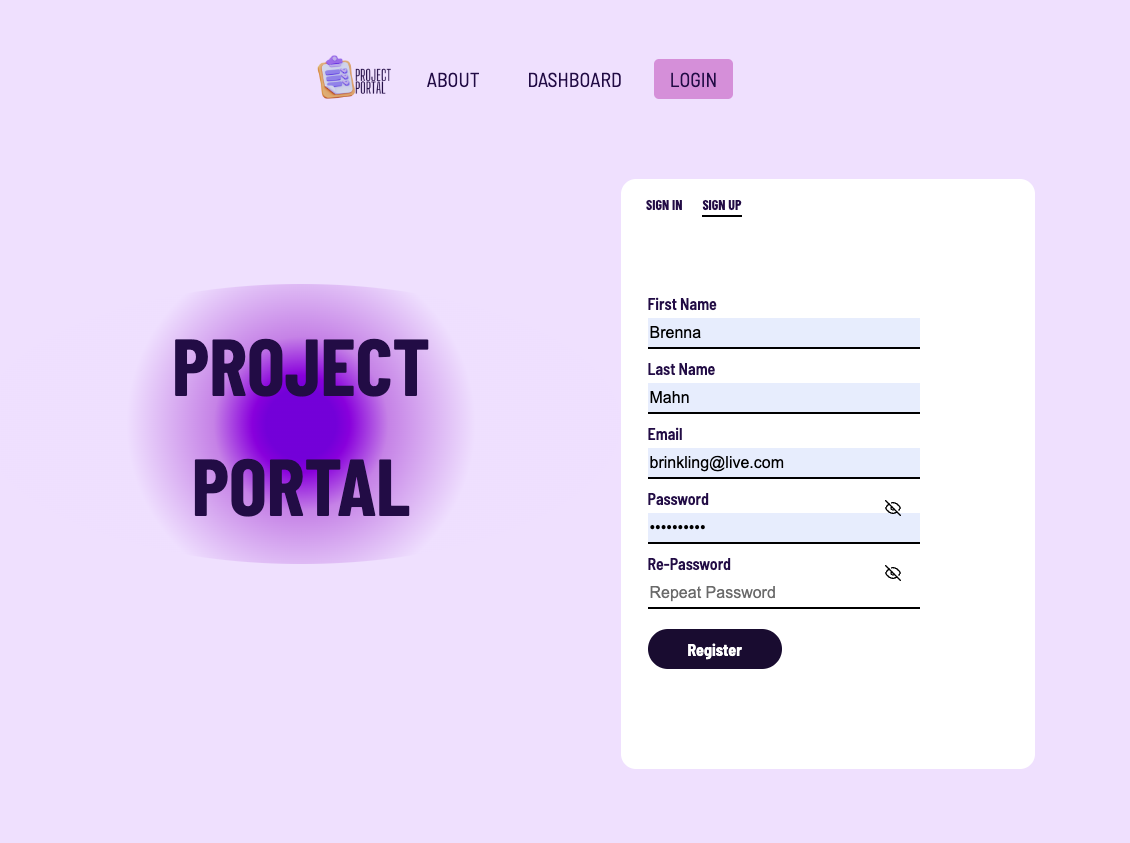 PROJECT
PORTAL
ABOUT
DASHBOARD
LOGIN
SIGN IN
SIGN UP
PROJECT
PORTAL
First Name
Brenna
Last Name
Mahn
Email
brinkling@live.com
Password
••••••••••
Re-Password
Repeat Password
Register